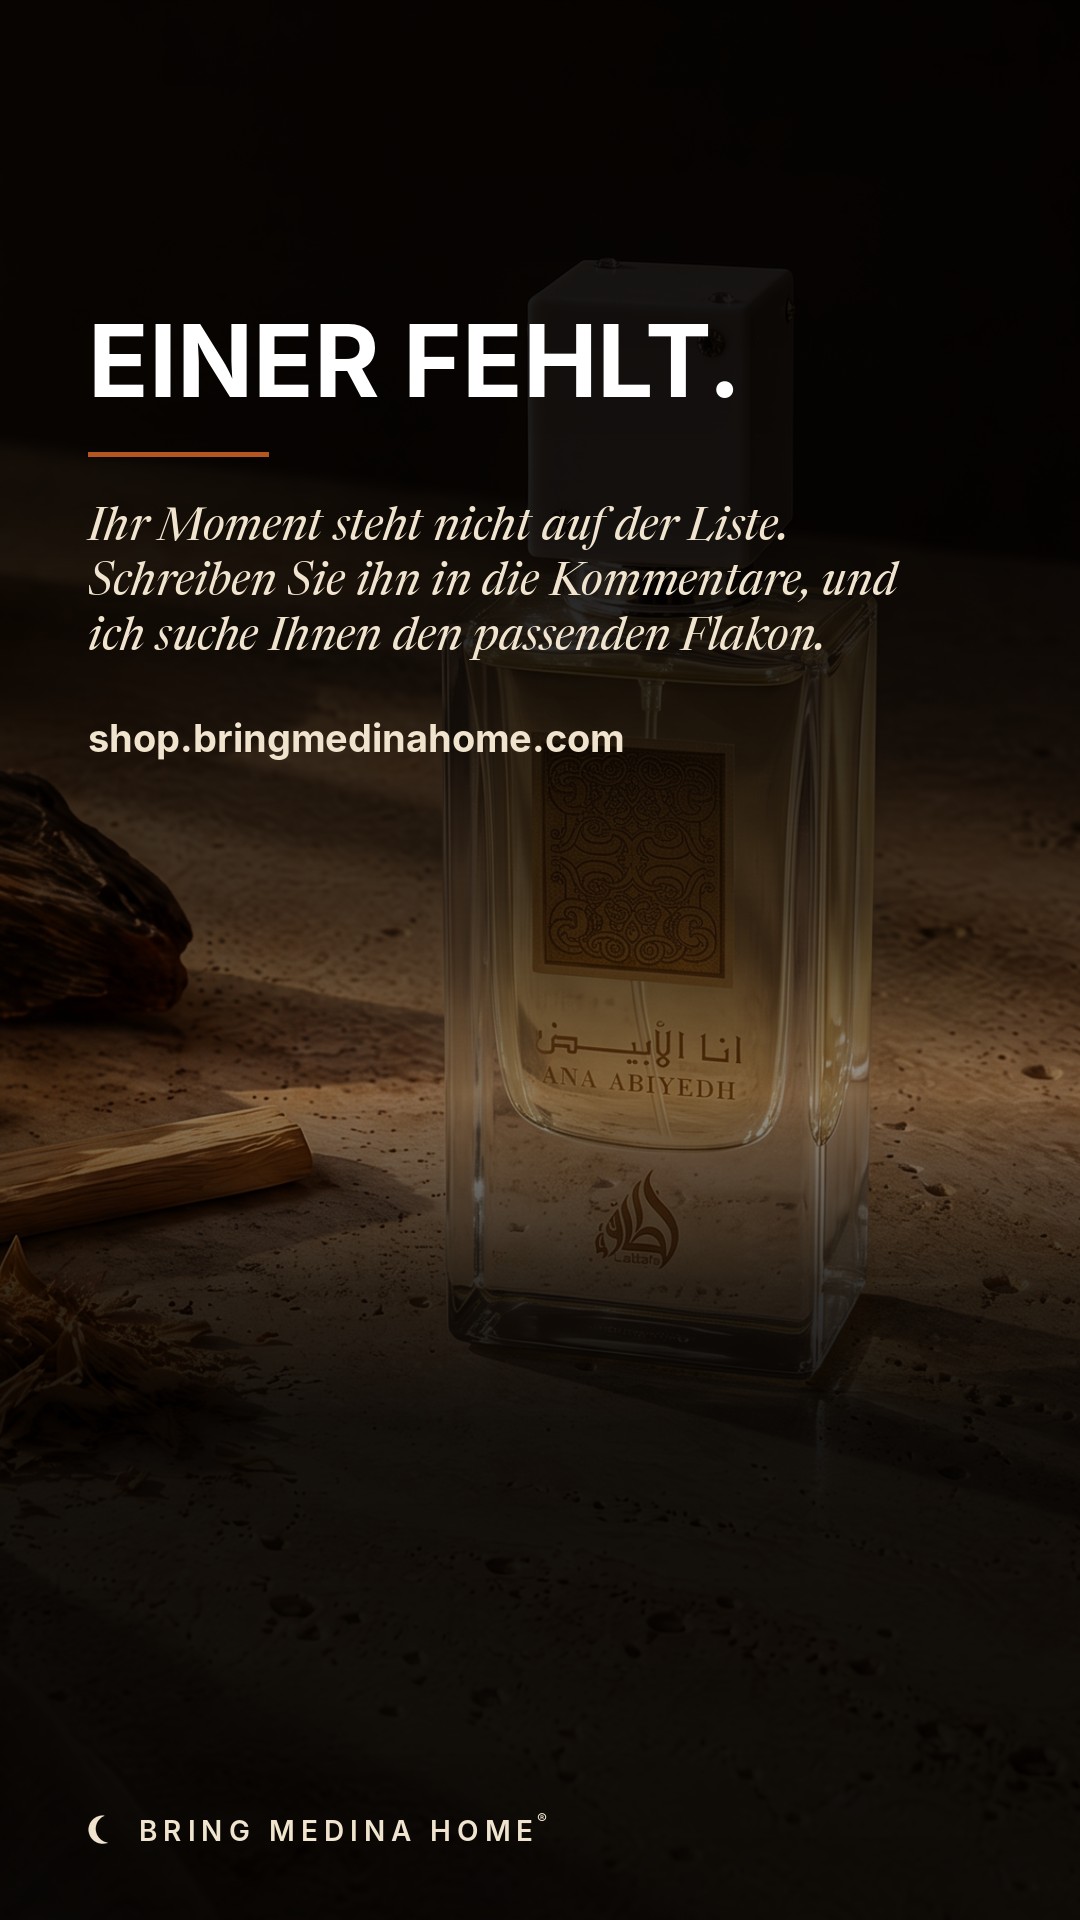 EINER FEHLT.
Ihr Moment steht nicht auf der Liste.
Schreiben Sie ihn in die Kommentare, und
ich suche Ihnen den passenden Flakon.
shop.bringmedinahome.com
انا الأبيض
ANA ABIYEDH
لطافة
Lattafa
BRING MEDINA HOME®